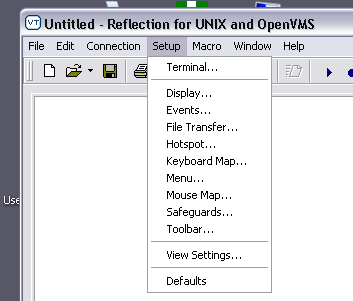 VT Untitled - Reflection for UNIX and OpenVMS
File Edit Connection Setup Macro Window Help
Terminal...
Display...
Events...
File Transfer...
Hotspot...
Keyboard Map...
Menu...
Mouse Map...
Use
Safeguards...
Toolbar...
View Settings...
Defaults